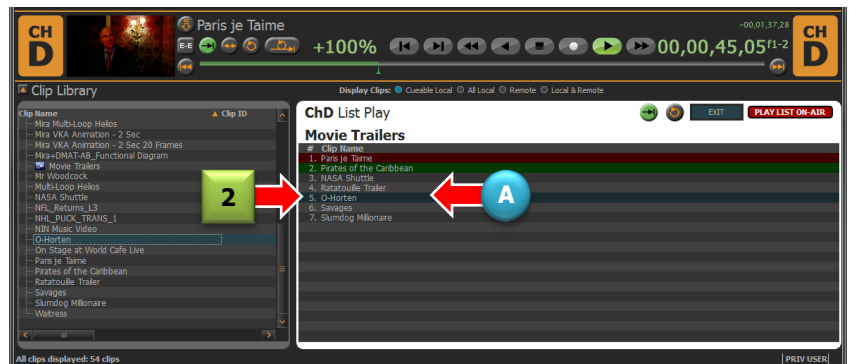 CH
D
Paris je Taime
-00,01,37,28
E-E
+100%
00,00,45,05f1-2
CH
D
Clip Library
Display Clips: Cueable Local All Local Remote Local & Remote
Clip Name Clip ID
Mira Multi-Loop Helios
Mira VKA Animation - 2 Sec
Mira VKA Animation - 2 Sec 20 Frames
Mira+DMAT-AB_Functional Diagram
Movie Trailers
Mr Woodcock
Multi-Loop Helios
NASA Shuttle
NFL_Returns_L3
NHL_PUCK_TRANS_1
NIN Music Video
O-Horten
On Stage at World Cafe Live
Paris je Taime
Pirates of the Caribbean
Ratatouille Trailer
Savages
Slumdog Millionaire
Waitress
2
ChD List Play
EXIT
PLAY LIST ON-AIR
Movie Trailers
# Clip Name
1. Paris je Taime
2. Pirates of the Caribbean
3. NASA Shuttle
4. Ratatouille Trailer
5. O-Horten
6. Savages
7. Slumdog Millionaire
A
All clips displayed: 54 clips
PRIV USER